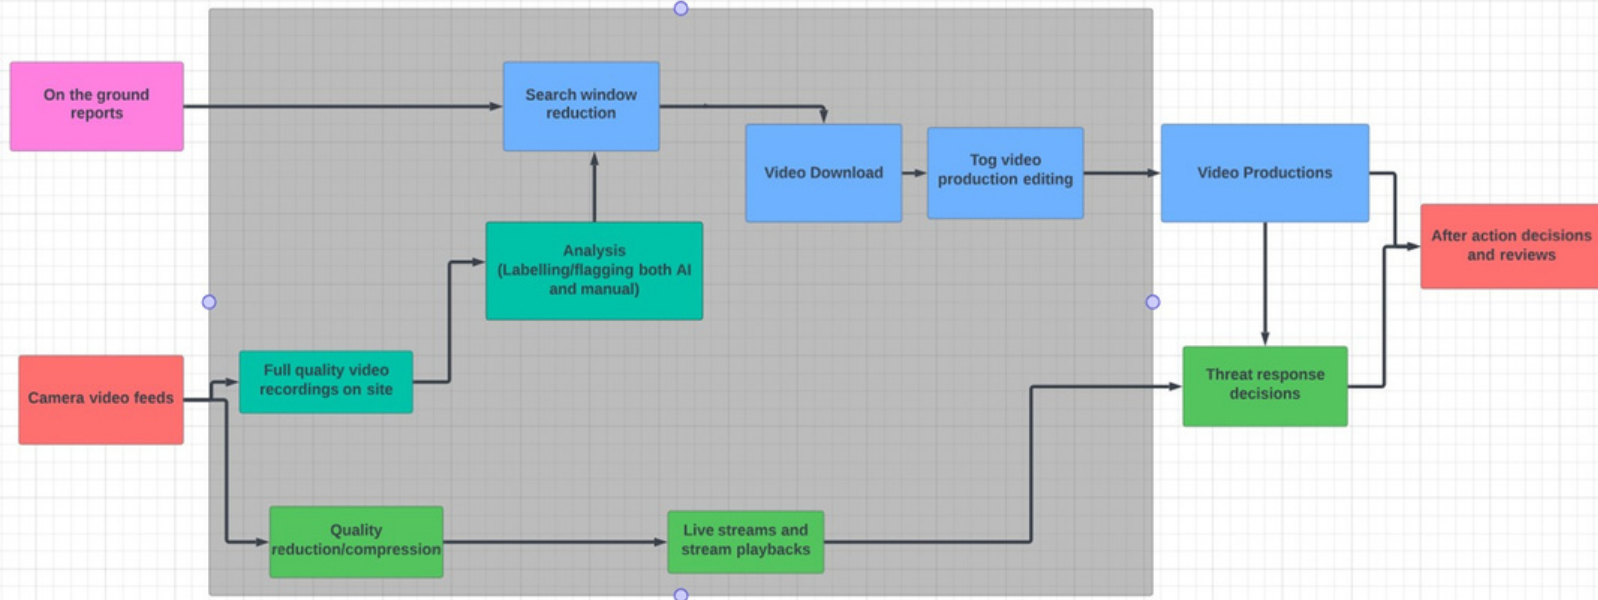 On the ground
reports
Search window
reduction
Video Download
Tog video
production editing
Video Productions
After action decisions
and reviews
Analysis
(Labelling/flagging both AI
and manual)
Full quality video
recordings on site
Camera video feeds
Threat response
decisions
Quality
reduction/compression
Live streams and
stream playbacks